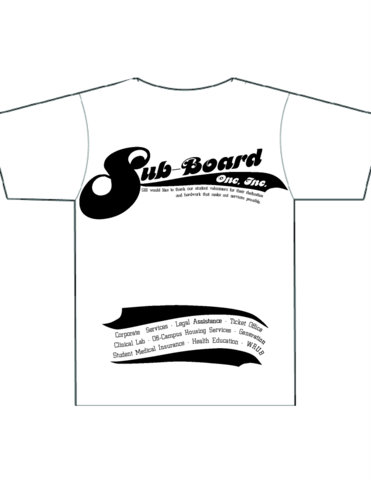 Sub-Board
One, Inc.
SBI would like to thank our student volunteers for their dedication
and hardwork that make our services possible.
Corporate Services - Legal Assistance - Ticket Office
Clinical Lab - Off-Campus Housing Services - Generation
Student Medical Insurance - Health Education - W.R.U.B